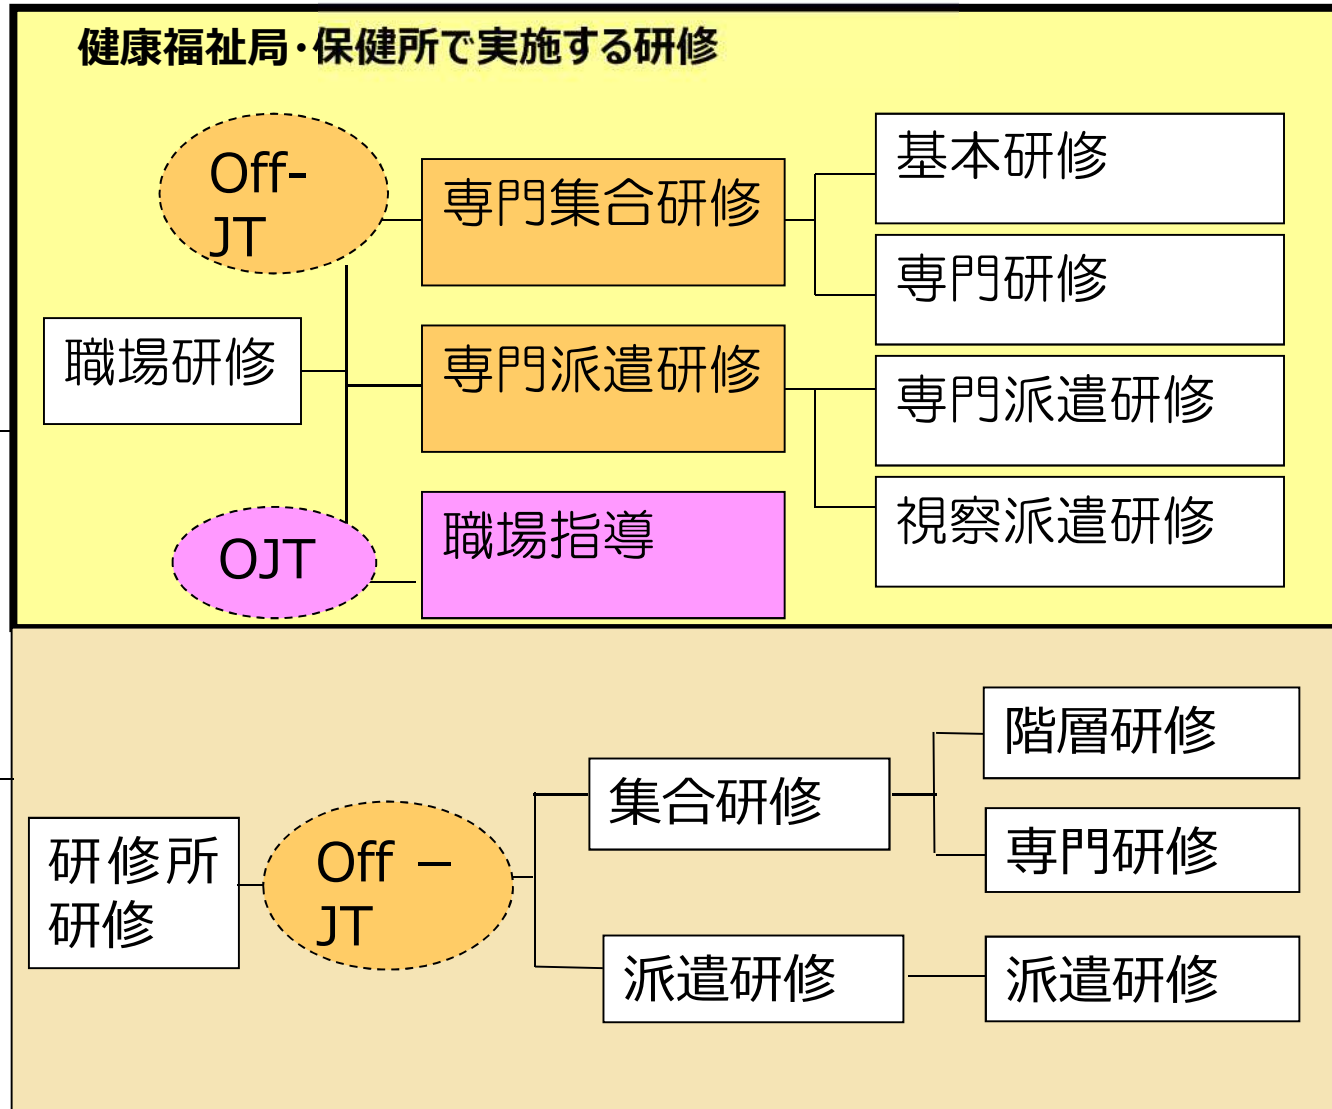 健康福祉局・保健所で実施する研修
Off-
JT
専門集合研修
基本研修
専門研修
職場研修
専門派遣研修
専門派遣研修
視察派遣研修
OJT
職場指導
階層研修
集合研修
専門研修
研修所
研修
Off －
JT
派遣研修
派遣研修